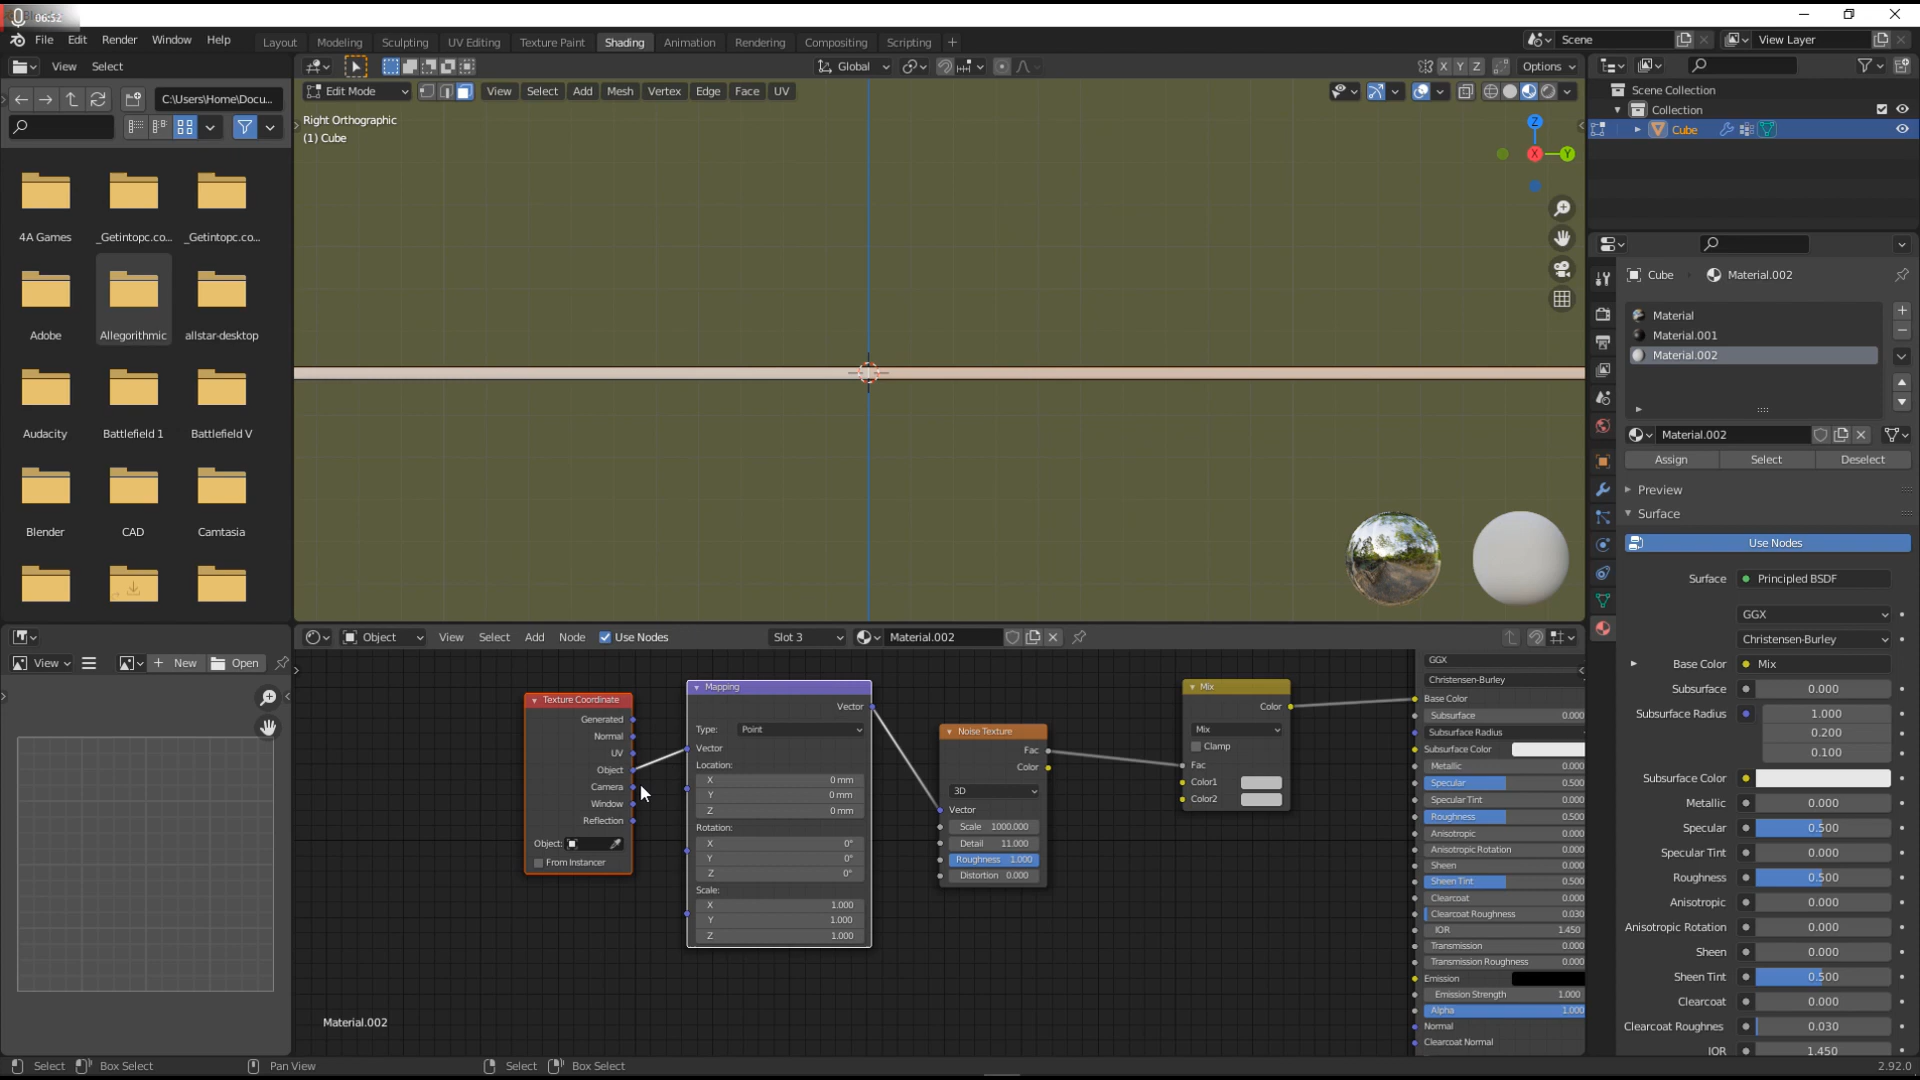 06:52
File Edit Render Window Help
Layout Modeling Sculpting UV Editing Texture Paint Shading Animation Rendering Compositing Scripting +
Scene
View Layer
View Select
Global
X Y Z
Options
C:\Users\Home\Docu...
Edit Mode
View Select Add Mesh Vertex Edge Face UV
Right Orthographic
(1) Cube
Z
X
Y
4A Games
_Getintopc.co...
_Getintopc.co...
Adobe
Allegorithmic
allstar-desktop
Audacity
Battlefield 1
Battlefield V
Blender
CAD
Camtasia
Scene Collection
Collection
Cube
Cube
Material.002
Material
Material.001
Material.002
Material.002
Assign
Select
Deselect
Preview
Surface
Use Nodes
Surface Principled BSDF
GGX
Christensen-Burley
Base Color Mix
Subsurface 0.000
Subsurface Radius 1.000
0.200
0.100
Subsurface Color
Metallic 0.000
Specular 0.500
Specular Tint 0.000
Roughness 0.500
Anisotropic 0.000
Anisotropic Rotation 0.000
Sheen 0.000
Sheen Tint 0.500
Clearcoat 0.000
Clearcoat Roughnes 0.030
IOR 1.450
View
New
Open
Object
View Select Add Node
Use Nodes
Slot 3
Material.002
Texture Coordinate
Generated
Normal
UV
Object
Camera
Window
Reflection
Object:
From Instancer
Mapping
Vector
Type: Point
Vector
Location:
X 0 mm
Y 0 mm
Z 0 mm
Rotation:
X 0°
Y 0°
Z 0°
Scale:
X 1.000
Y 1.000
Z 1.000
Noise Texture
Fac
Color
3D
Vector
Scale 1000.000
Detail 11.000
Roughness 1.000
Distortion 0.000
Mix
Color
Mix
Clamp
Fac
Color1
Color2
GGX
Christensen-Burley
Base Color
Subsurface 0.000
Subsurface Radius
Subsurface Color
Metallic 0.000
Specular 0.500
Specular Tint 0.000
Roughness 0.500
Anisotropic 0.000
Anisotropic Rotation 0.000
Sheen 0.000
Sheen Tint 0.500
Clearcoat 0.000
Clearcoat Roughness 0.030
IOR 1.450
Transmission 0.000
Transmission Roughness 0.000
Emission
Emission Strength 1.000
Alpha 1.000
Normal
Clearcoat Normal
Material.002
Select
Box Select
Pan View
Select
Box Select
2.92.0